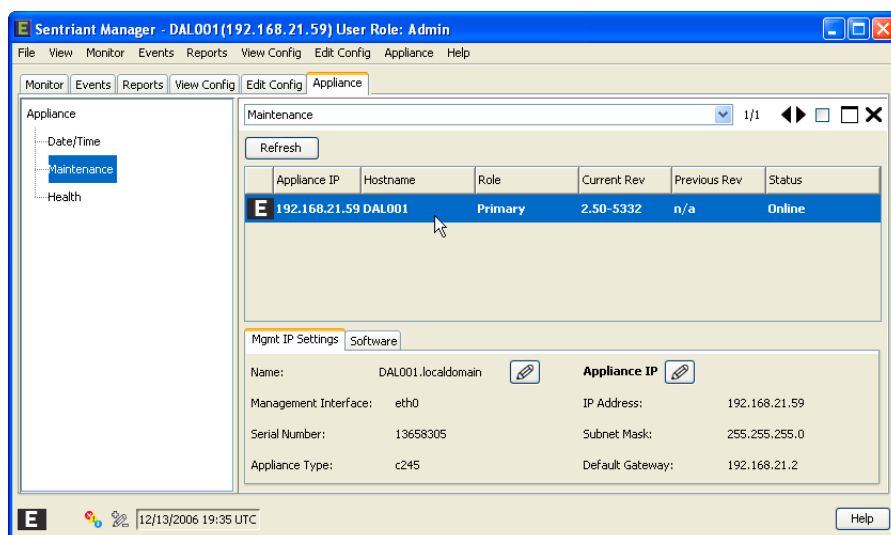 E Sentriant Manager - DAL001(192.168.21.59) User Role: Admin
File View Monitor Events Reports View Config Edit Config Appliance Help
Monitor Events Reports View Config Edit Config Appliance
Appliance
Date/Time
Maintenance
Health
Maintenance 1/1
Refresh
Appliance IP Hostname Role Current Rev Previous Rev Status
E 192.168.21.59 DAL001 Primary 2.50-5332 n/a Online
Mgmt IP Settings Software
Name: DAL001.localdomain Appliance IP
Management Interface: eth0 IP Address: 192.168.21.59
Serial Number: 13658305 Subnet Mask: 255.255.255.0
Appliance Type: c245 Default Gateway: 192.168.21.2
E 12/13/2006 19:35 UTC Help